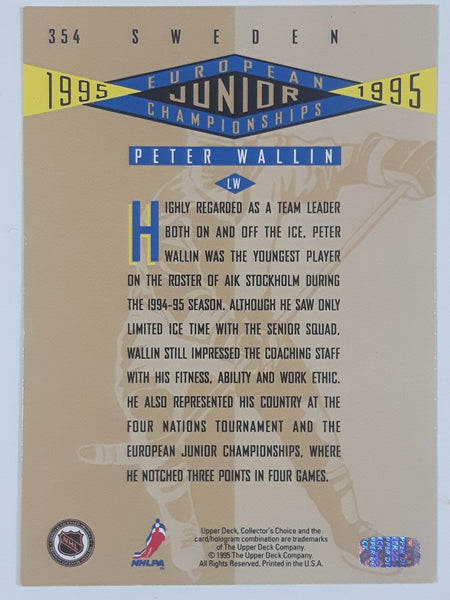 354 SWEDEN
1995 EUROPEAN JUNIOR CHAMPIONSHIPS 1995
PETER WALLIN
LW
HIGHLY REGARDED AS A TEAM LEADER
BOTH ON AND OFF THE ICE, PETER
WALLIN WAS THE YOUNGEST PLAYER
ON THE ROSTER OF AIK STOCKHOLM DURING
THE 1994-95 SEASON. ALTHOUGH HE SAW ONLY
LIMITED ICE TIME WITH THE SENIOR SQUAD,
WALLIN STILL IMPRESSED THE COACHING STAFF
WITH HIS FITNESS, ABILITY AND WORK ETHIC.
HE ALSO REPRESENTED HIS COUNTRY AT THE
FOUR NATIONS TOURNAMENT AND THE
EUROPEAN JUNIOR CHAMPIONSHIPS, WHERE
HE NOTCHED THREE POINTS IN FOUR GAMES.
NHL
NHLPA
Upper Deck, Collector's Choice and the
card/hologram combination are trademarks
of The Upper Deck Company.
© 1995 The Upper Deck Company.
All Rights Reserved. Printed in the U.S.A.